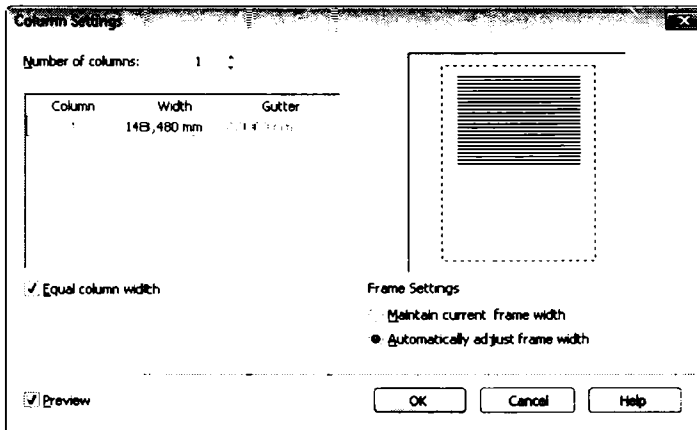 Column Settings
Number of columns: 1
Column Width Gutter
1 148,480 mm
Equal column width
Frame Settings
Maintain current frame width
Automatically adjust frame width
Preview
OK Cancel Help